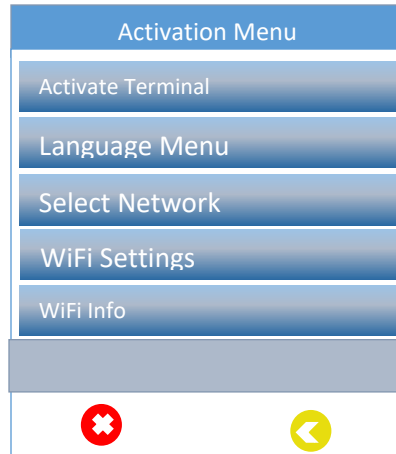 Activation Menu
Activate Terminal
Language Menu
Select Network
WiFi Settings
WiFi Info